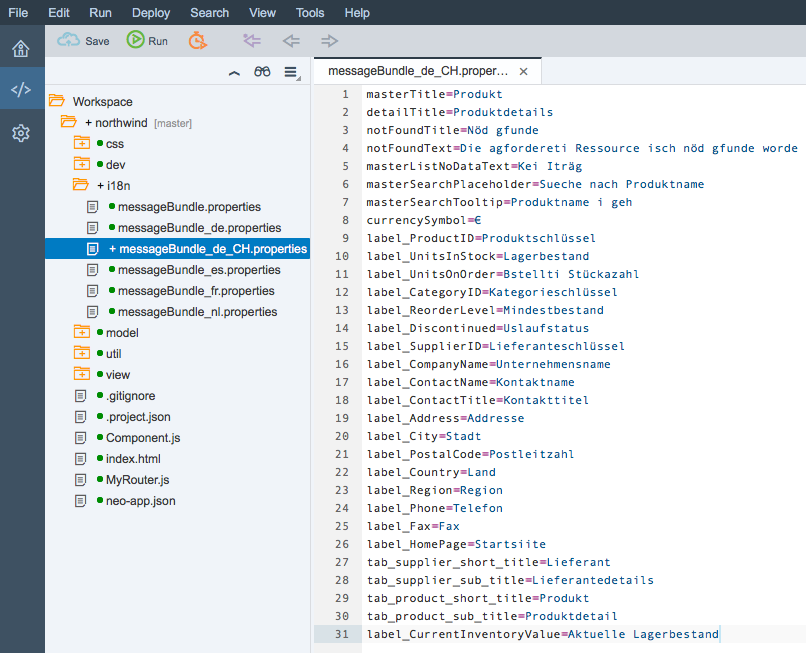 File Edit Run Deploy Search View Tools Help
Save Run
messageBundle_de_CH.proper... ×
Workspace
+ northwind [master]
css
dev
+ i18n
messageBundle.properties
messageBundle_de.properties
+ messageBundle_de_CH.properties
messageBundle_es.properties
messageBundle_fr.properties
messageBundle_nl.properties
model
util
view
.gitignore
.project.json
Component.js
index.html
MyRouter.js
neo-app.json
1 masterTitle=Produkt
2 detailTitle=Produktdetails
3 notFoundTitle=Nöd gfunde
4 notFoundText=Die agfordereti Ressource isch nöd gfunde worde
5 masterListNoDataText=Kei Iträg
6 masterSearchPlaceholder=Sueche nach Produktname
7 masterSearchTooltip=Produktname i geh
8 currencySymbol=€
9 label_ProductID=Produktschlüssel
10 label_UnitsInStock=Lagerbestand
11 label_UnitsOnOrder=Bstellti Stückazahl
12 label_CategoryID=Kategorieschlüssel
13 label_ReorderLevel=Mindestbestand
14 label_Discontinued=Uslaufstatus
15 label_SupplierID=Lieferanteschlüssel
16 label_CompanyName=Unternehmensname
17 label_ContactName=Kontaktname
18 label_ContactTitle=Kontakttitel
19 label_Address=Addresse
20 label_City=Stadt
21 label_PostalCode=Postleitzahl
22 label_Country=Land
23 label_Region=Region
24 label_Phone=Telefon
25 label_Fax=Fax
26 label_HomePage=Startsiite
27 tab_supplier_short_title=Lieferant
28 tab_supplier_sub_title=Lieferantedetails
29 tab_product_short_title=Produkt
30 tab_product_sub_title=Produktdetail
31 label_CurrentInventoryValue=Aktuelle Lagerbestand